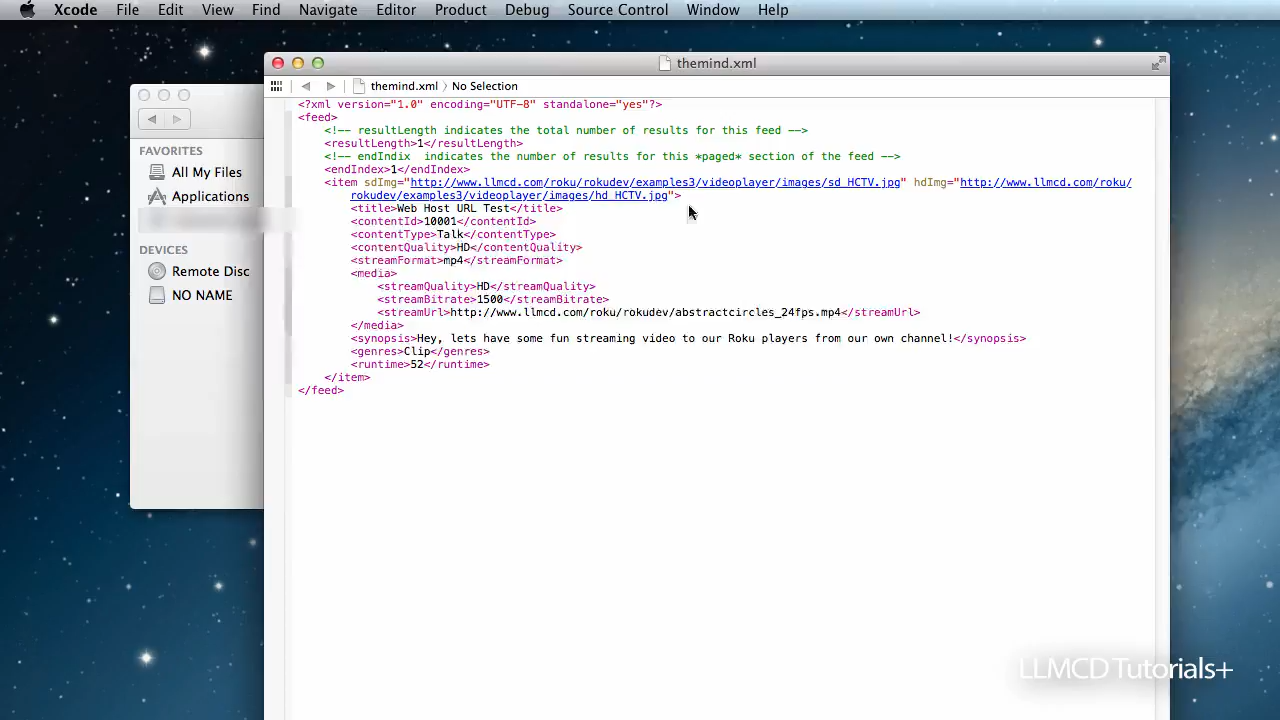 Xcode File Edit View Find Navigate Editor Product Debug Source Control Window Help
themind.xml
themind.xml No Selection
FAVORITES
All My Files
Applications
DEVICES
Remote Disc
NO NAME
<?xml version="1.0" encoding="UTF-8" standalone="yes"?>
<feed>
<!-- resultLength indicates the total number of results for this feed -->
<resultLength>1</resultLength>
<!-- endIndix  indicates the number of results for this *paged* section of the feed -->
<endIndex>1</endIndex>
<item sdImg="http://www.llmcd.com/roku/rokudev/examples3/videoplayer/images/sd_HCTV.jpg" hdImg="http://www.llmcd.com/roku/
rokudev/examples3/videoplayer/images/hd_HCTV.jpg">
<title>Web Host URL Test</title>
<contentId>10001</contentId>
<contentType>Talk</contentType>
<contentQuality>HD</contentQuality>
<streamFormat>mp4</streamFormat>
<media>
<streamQuality>HD</streamQuality>
<streamBitrate>1500</streamBitrate>
<streamUrl>http://www.llmcd.com/roku/rokudev/abstractcircles_24fps.mp4</streamUrl>
</media>
<synopsis>Hey, lets have some fun streaming video to our Roku players from our own channel!</synopsis>
<genres>Clip</genres>
<runtime>52</runtime>
</item>
</feed>
LLMCD Tutorials+